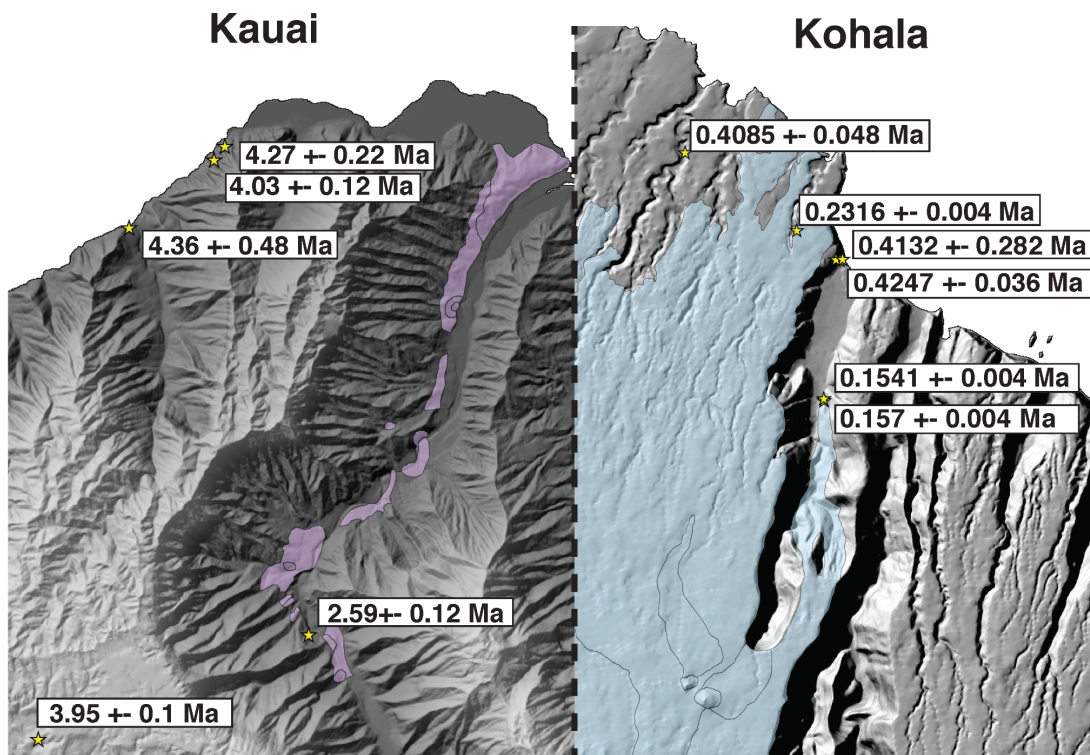 Kauai
4.27 +- 0.22 Ma
4.03 +- 0.12 Ma
4.36 +- 0.48 Ma
2.59+- 0.12 Ma
3.95 +- 0.1 Ma
Kohala
0.4085 +- 0.048 Ma
0.2316 +- 0.004 Ma
0.4132 +- 0.282 Ma
0.4247 +- 0.036 Ma
0.1541 +- 0.004 Ma
0.157 +- 0.004 Ma